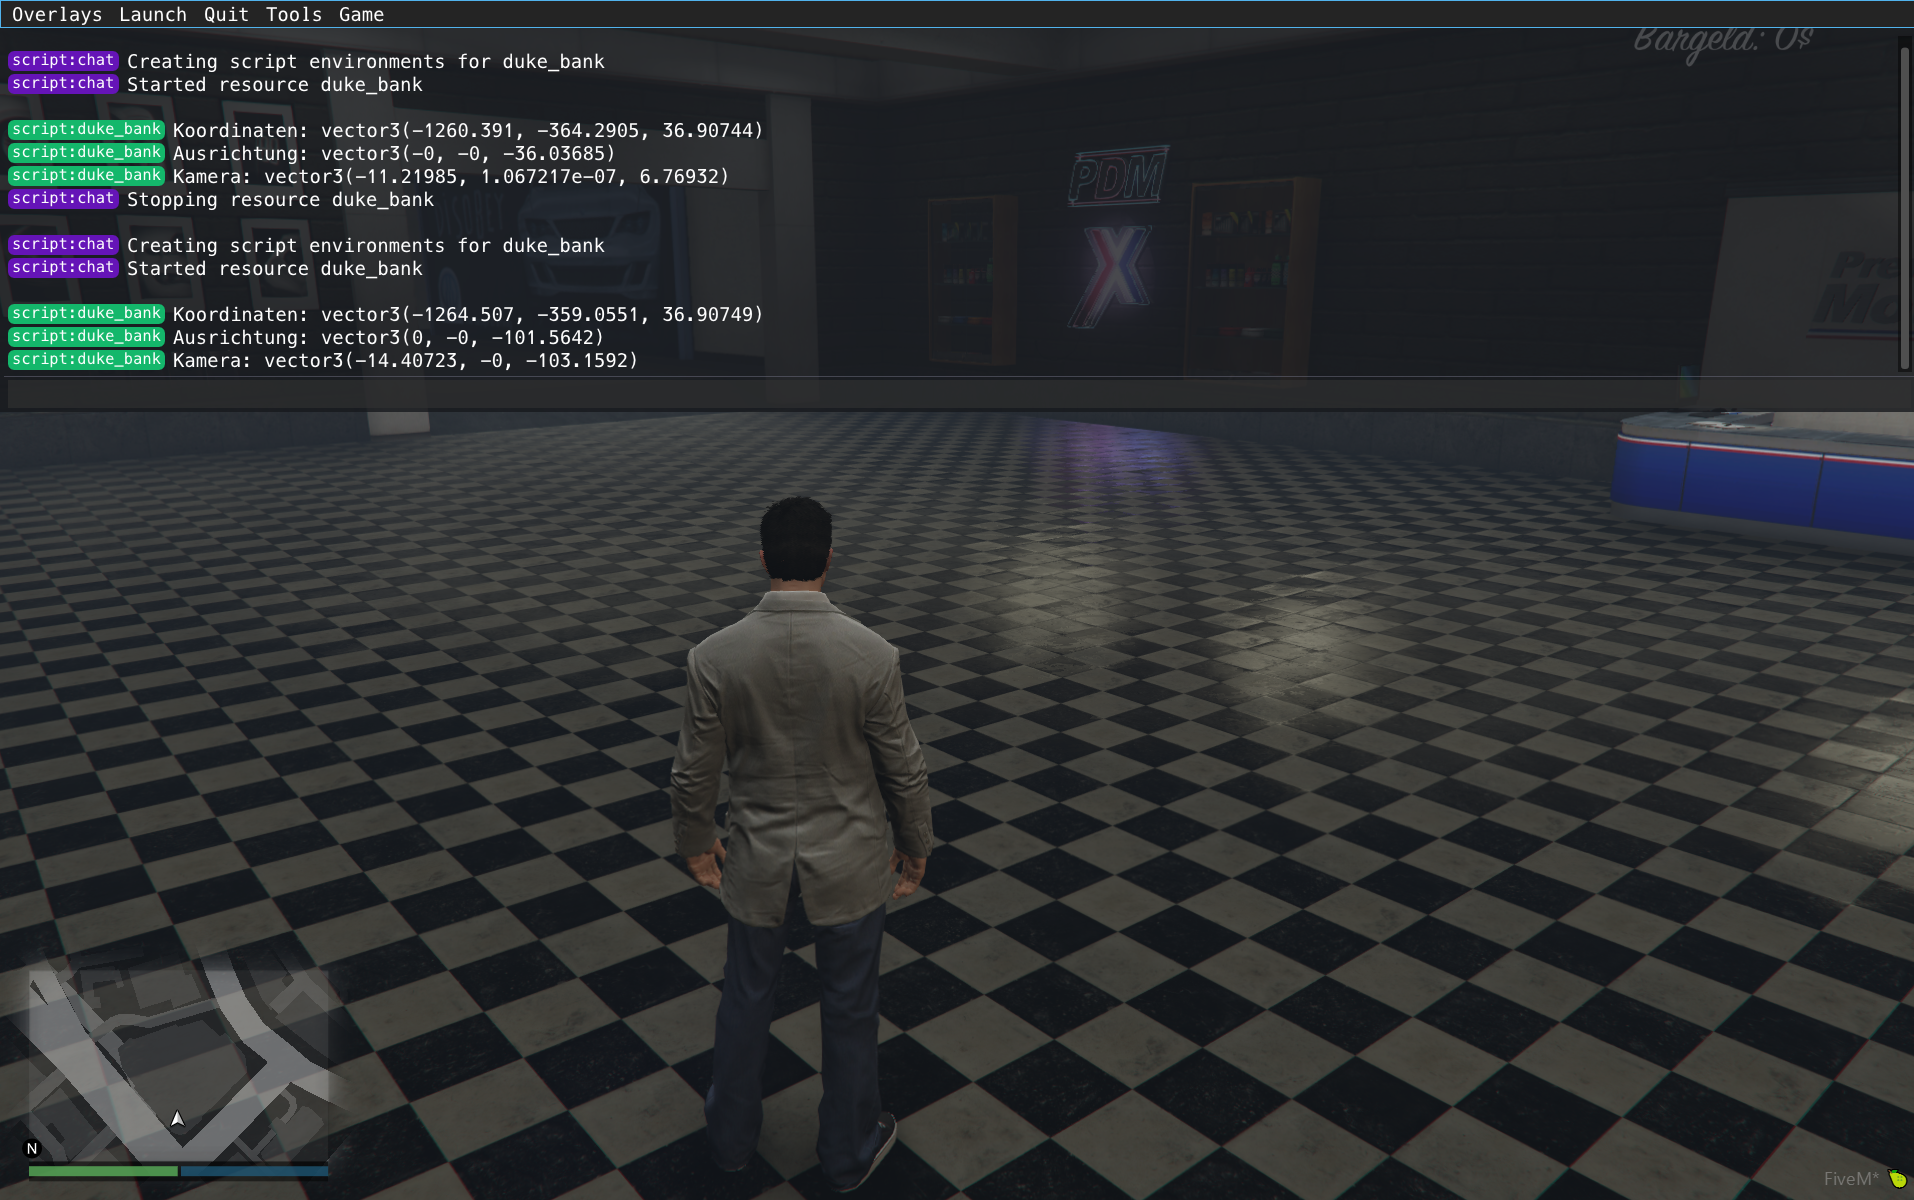 Overlays Launch Quit Tools Game
Bargeld: 0$
script:chat Creating script environments for duke_bank
script:chat Started resource duke_bank
script:duke_bank Koordinaten: vector3(-1260.391, -364.2905, 36.90744)
script:duke_bank Ausrichtung: vector3(-0, -0, -36.03685)
script:duke_bank Kamera: vector3(-11.21985, 1.067217e-07, 6.76932)
script:chat Stopping resource duke_bank
script:chat Creating script environments for duke_bank
script:chat Started resource duke_bank
script:duke_bank Koordinaten: vector3(-1264.507, -359.0551, 36.90749)
script:duke_bank Ausrichtung: vector3(0, -0, -101.5642)
script:duke_bank Kamera: vector3(-14.40723, -0, -103.1592)
PDM
X
N
FiveM*